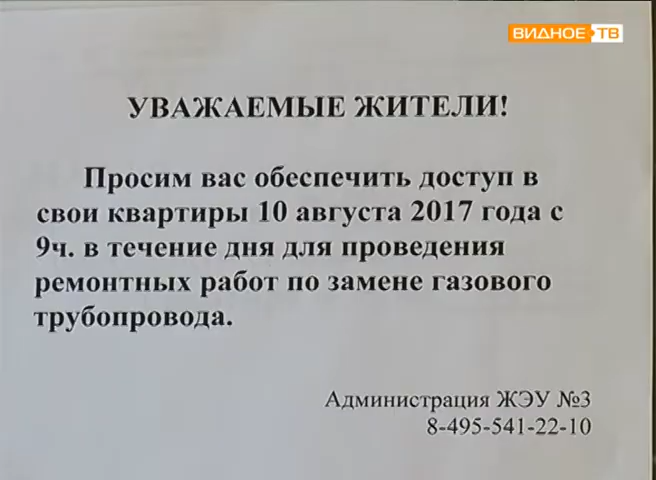 ВИДНОЕ ТВ
УВАЖАЕМЫЕ ЖИТЕЛИ!
Просим вас обеспечить доступ в
свои квартиры 10 августа 2017 года с
9ч. в течение дня для проведения
ремонтных работ по замене газового
трубопровода.
Администрация ЖЭУ №3
8-495-541-22-10